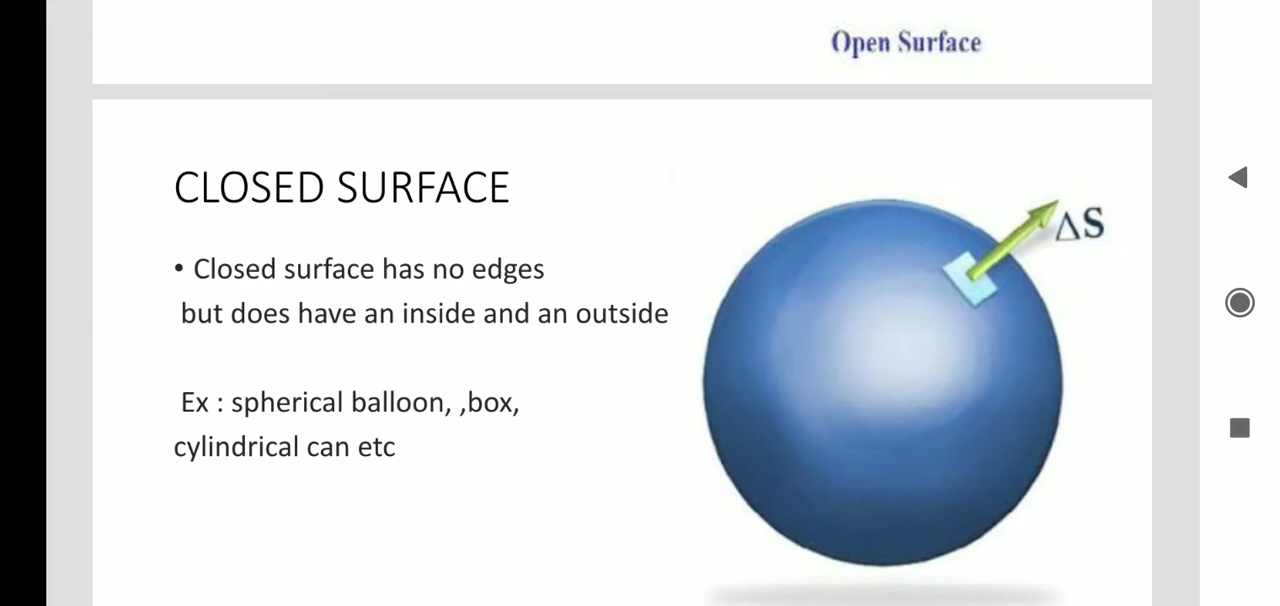 Open Surface
CLOSED SURFACE
• Closed surface has no edges
but does have an inside and an outside
Ex : spherical balloon, ,box,
cylindrical can etc
ΔS